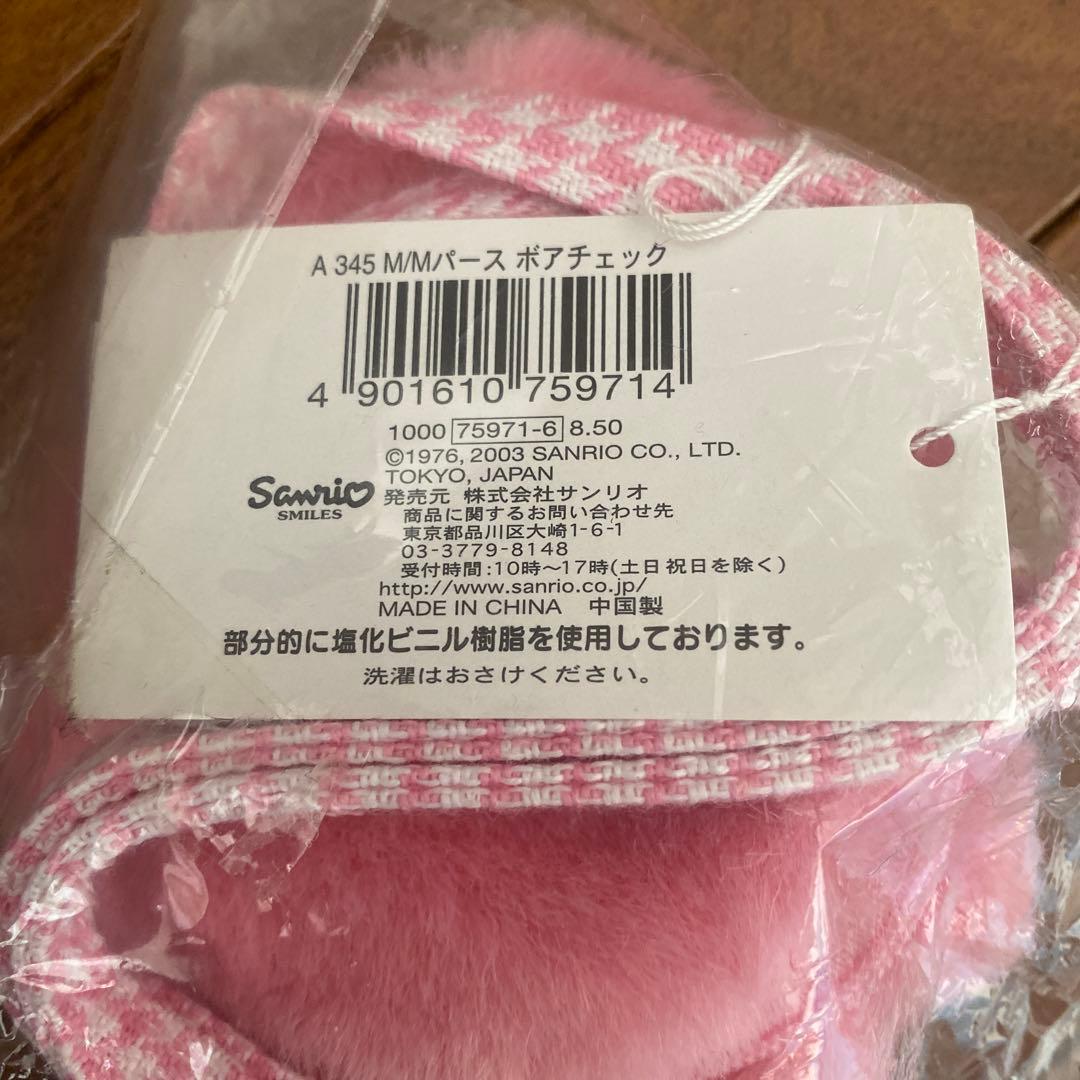 A 345 M/Mパース ボアチェック
4 901610 759714
1000 75971-6 8.50
©1976, 2003 SANRIO CO., LTD.
TOKYO, JAPAN
Sanrio
SMILES
発売元 株式会社サンリオ
商品に関するお問い合わせ先
東京都品川区大崎1-6-1
03-3779-8148
受付時間:10時〜17時(土日祝日を除く)
http://www.sanrio.co.jp/
MADE IN CHINA 中国製
部分的に塩化ビニル樹脂を使用しております。
洗濯はおさけください。